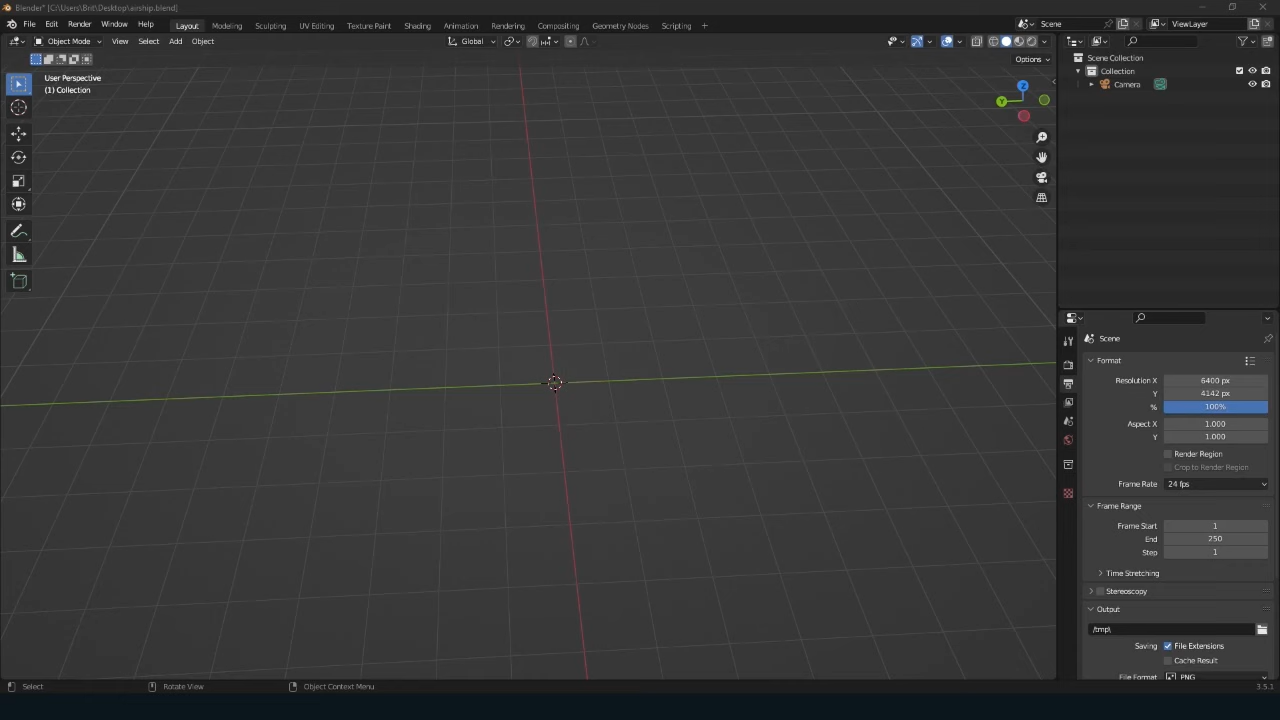 Blender* [C:\Users\Brit\Desktop\airship.blend]
File Edit Render Window Help Layout Modeling Sculpting UV Editing Texture Paint Shading Animation Rendering Compositing Geometry Nodes Scripting + Scene ViewLayer
Object Mode View Select Add Object Global
Options
User Perspective
(1) Collection
Z
Y
Scene Collection
Collection
Camera
Scene
Format
Resolution X 6400 px
Y 4142 px
% 100%
Aspect X 1.000
Y 1.000
Render Region
Crop to Render Region
Frame Rate 24 fps
Frame Range
Frame Start 1
End 250
Step 1
Time Stretching
Stereoscopy
Output
/tmp\
Saving File Extensions
Cache Result
File Format PNG
Select Rotate View Object Context Menu 3.5.1